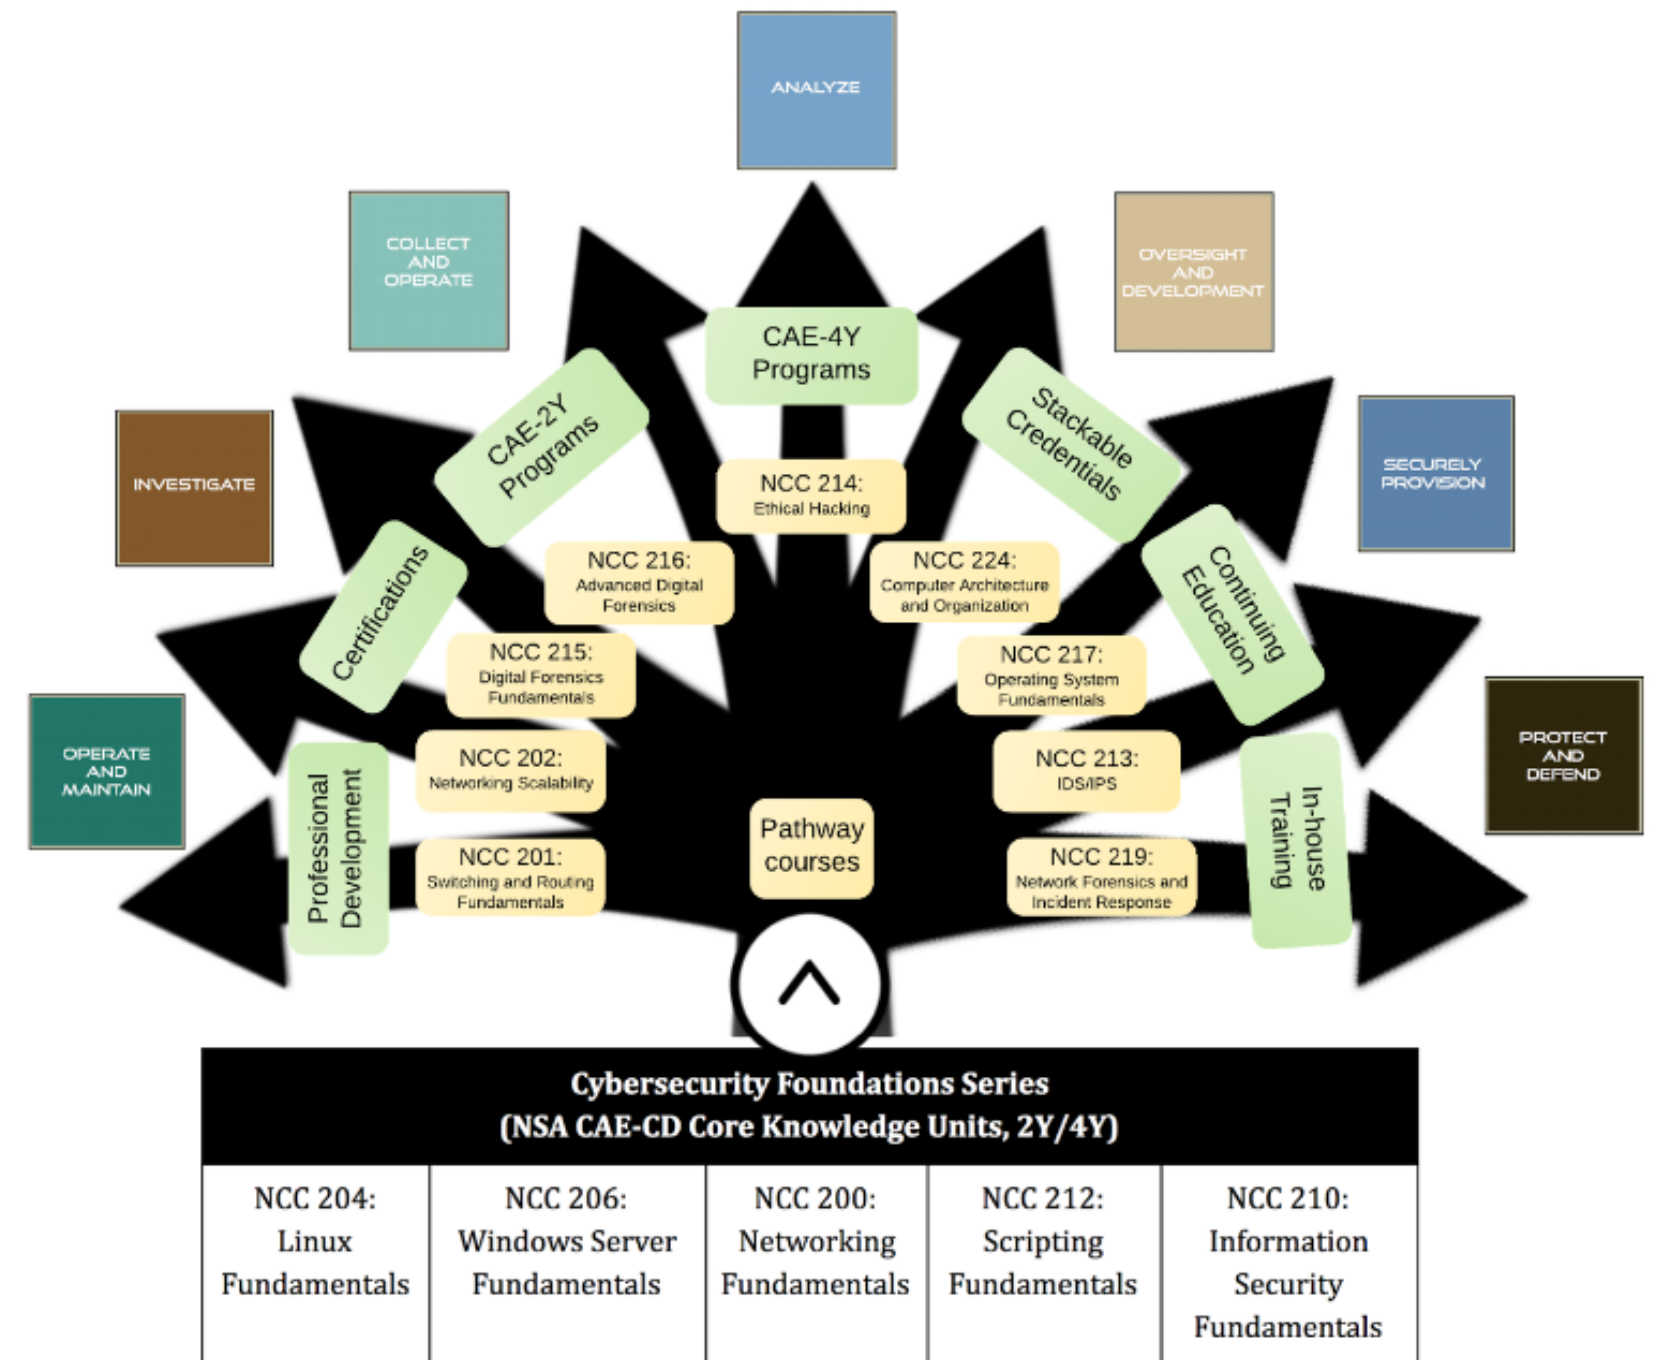 ANALYZE
COLLECT
AND
OPERATE
OVERSIGHT
AND
DEVELOPMENT
INVESTIGATE
SECURELY
PROVISION
OPERATE
AND
MAINTAIN
PROTECT
AND
DEFEND
CAE-4Y
Programs
CAE-2Y
Programs
Stackable
Credentials
Certifications
Continuing
Education
Professional
Development
In-house
Training
NCC 214:
Ethical Hacking
NCC 216:
Advanced Digital
Forensics
NCC 224:
Computer Architecture
and Organization
NCC 215:
Digital Forensics
Fundamentals
NCC 217:
Operating System
Fundamentals
NCC 202:
Networking Scalability
NCC 213:
IDS/IPS
NCC 201:
Switching and Routing
Fundamentals
Pathway
courses
NCC 219:
Network Forensics and
Incident Response
Cybersecurity Foundations Series
(NSA CAE-CD Core Knowledge Units, 2Y/4Y)
NCC 204:
Linux
Fundamentals
NCC 206:
Windows Server
Fundamentals
NCC 200:
Networking
Fundamentals
NCC 212:
Scripting
Fundamentals
NCC 210:
Information
Security
Fundamentals